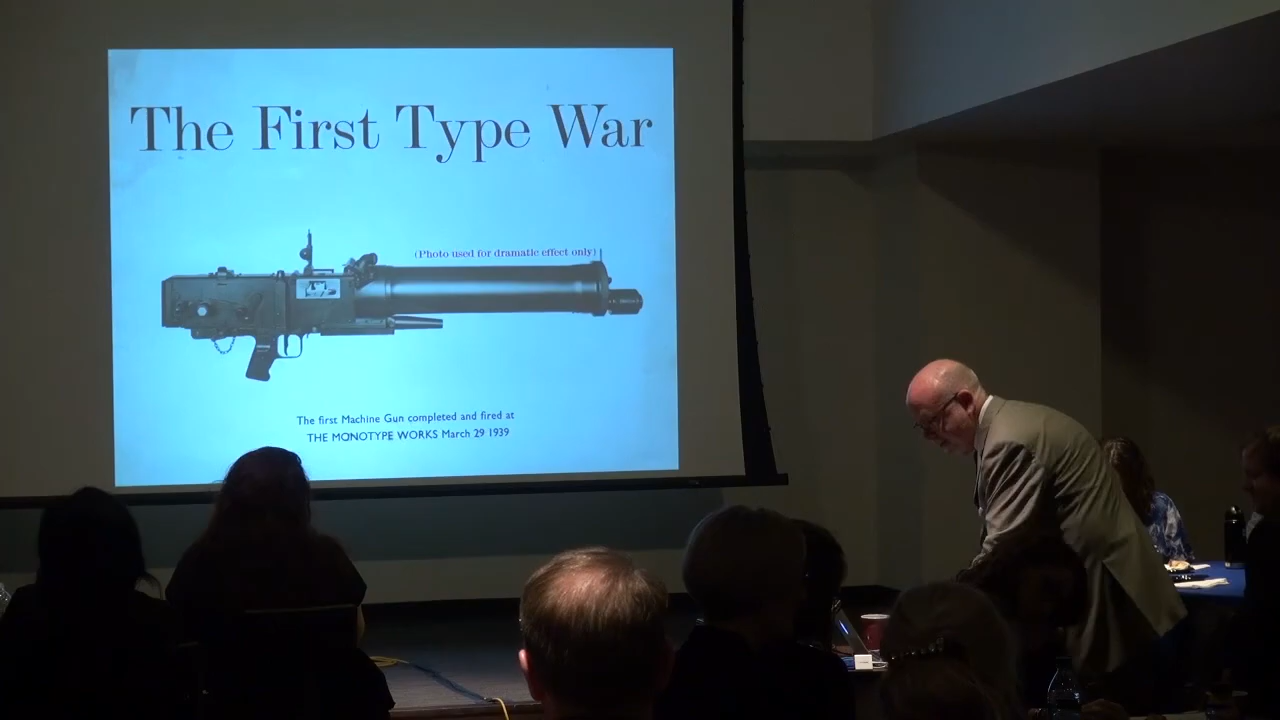 The First Type War
(Photo used for dramatic effect only)
The first Machine Gun completed and fired at
THE MONOTYPE WORKS March 29 1939